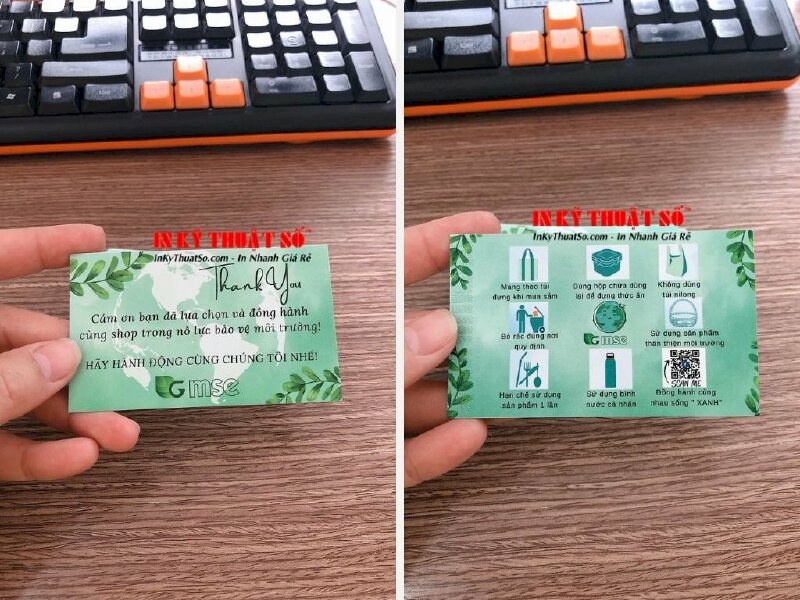 IN KỸ THUẬT SỐ™
InKyThuatSo.com - In Nhanh Giá Rẻ
Thank You
Cảm ơn bạn đã lựa chọn và đồng hành
cùng shop trong nỗ lực bảo vệ môi trường!
HÃY HÀNH ĐỘNG CÙNG CHÚNG TÔI NHÉ!
mse
IN KỸ THUẬT SỐ™
InKyThuatSo.com - In Nhanh Giá Rẻ
Mang theo túi
đựng khi mua sắm
Dùng hộp chứa dùng
lại để đựng thức ăn
Không dùng
túi nilong
Bỏ rác đúng nơi
quy định
mse
Sử dụng sản phẩm
thân thiện môi trường
Hạn chế sử dụng
sản phẩm 1 lần
Sử dụng bình
nước cá nhân
SCAN ME
Đồng hành cùng
nhau sống " XANH"